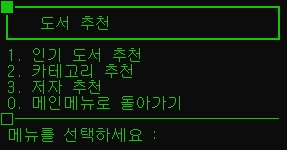 도서 추천
1. 인기 도서 추천
2. 카테고리 추천
3. 저자 추천
0. 메인메뉴로 돌아가기
메뉴를 선택하세요 :